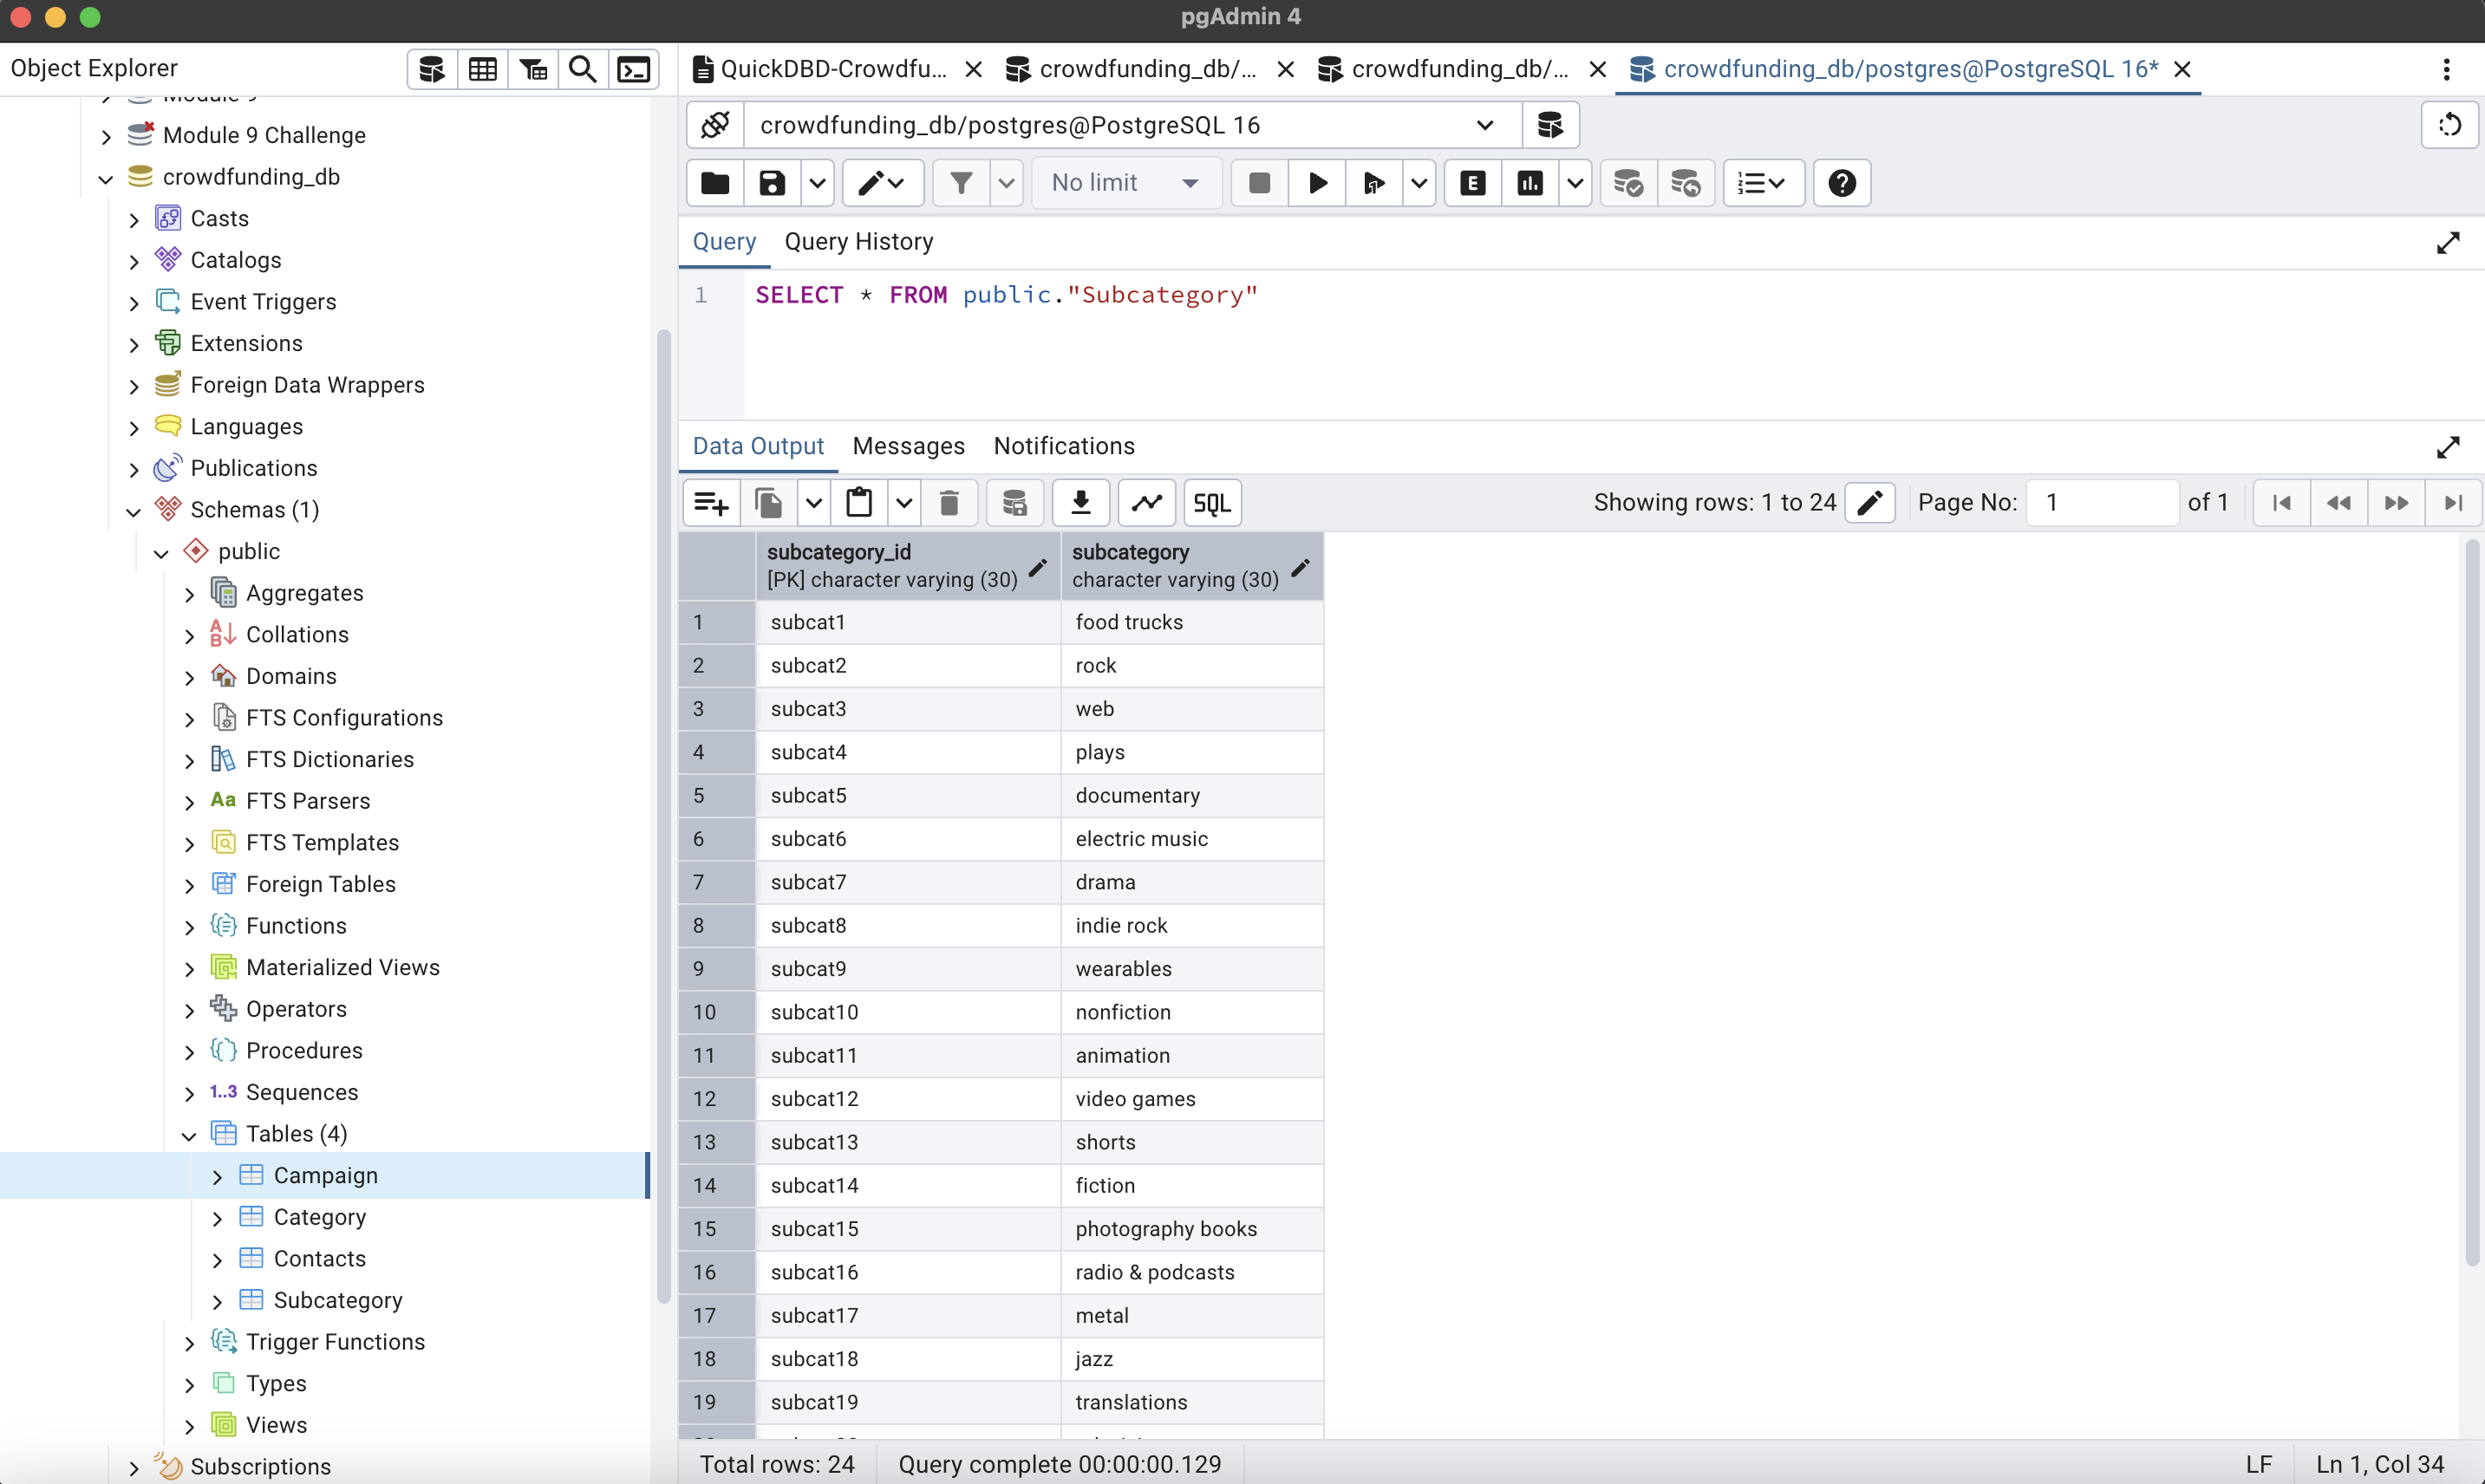 pgAdmin 4
Object Explorer
QuickDBD-Crowdfu...
crowdfunding_db/...
crowdfunding_db/...
crowdfunding_db/postgres@PostgreSQL 16*
Module 9
Module 9 Challenge
crowdfunding_db
Casts
Catalogs
Event Triggers
Extensions
Foreign Data Wrappers
Languages
Publications
Schemas (1)
public
Aggregates
Collations
Domains
FTS Configurations
FTS Dictionaries
Aa FTS Parsers
FTS Templates
Foreign Tables
Functions
Materialized Views
Operators
Procedures
1..3 Sequences
Tables (4)
Campaign
Category
Contacts
Subcategory
Trigger Functions
Types
Views
Subscriptions
crowdfunding_db/postgres@PostgreSQL 16
No limit
E
Query
Query History
1 SELECT * FROM public."Subcategory"
Data Output
Messages
Notifications
SQL
Showing rows: 1 to 24
Page No:
1
of 1
subcategory_id
[PK] character varying (30)
subcategory
character varying (30)
1 subcat1 food trucks
2 subcat2 rock
3 subcat3 web
4 subcat4 plays
5 subcat5 documentary
6 subcat6 electric music
7 subcat7 drama
8 subcat8 indie rock
9 subcat9 wearables
10 subcat10 nonfiction
11 subcat11 animation
12 subcat12 video games
13 subcat13 shorts
14 subcat14 fiction
15 subcat15 photography books
16 subcat16 radio & podcasts
17 subcat17 metal
18 subcat18 jazz
19 subcat19 translations
Total rows: 24
Query complete 00:00:00.129
LF
Ln 1, Col 34